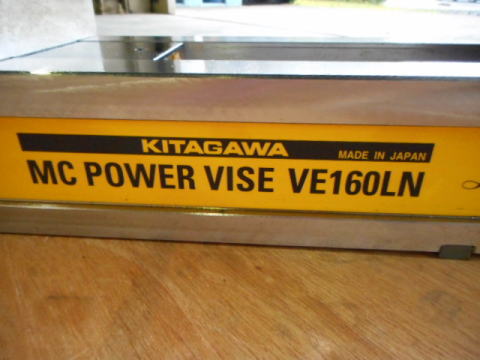 KITAGAWA MADE IN JAPAN
MC POWER VISE VE160LN